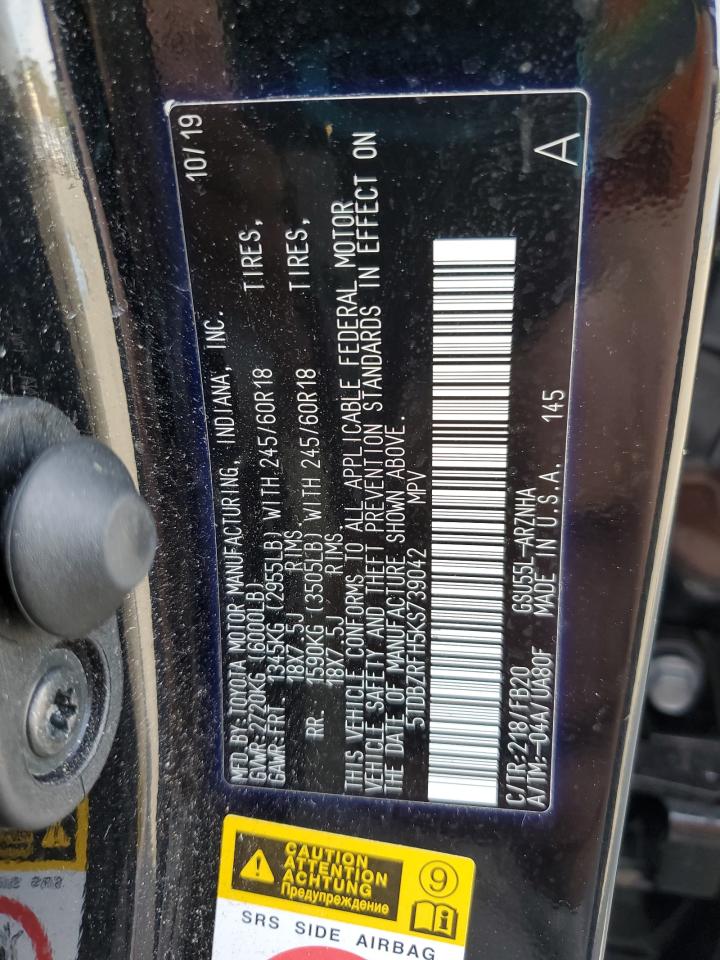 10/19
MFD.BY:TOYOTA MOTOR MANUFACTURING, INDIANA, INC.
GVWR-2720KG (6000LB)
GAWR-FRT 1345KG (2955LB) WITH 245/60R18 TIRES,
18X7.5J RIMS
RR. 1590KG (3505LB) WITH 245/60R18 TIRES,
18X7.5J RIMS
THIS VEHICLE CONFORMS TO ALL APPLICABLE FEDERAL MOTOR
VEHICLE SAFETY AND THEFT PREVENTION STANDARDS IN EFFECT ON
THE DATE OF MANUFACTURE SHOWN ABOVE.
5TDBZRFH5KS739042 MPV
C/TR:218/FB20 GSU55L-ARZNHA
A/TM:-04A/UA80F MADE IN U.S.A. 145
A
CAUTION
ATTENTION
ACHTUNG
Предупреждение
9
SRS SIDE AIRBAG